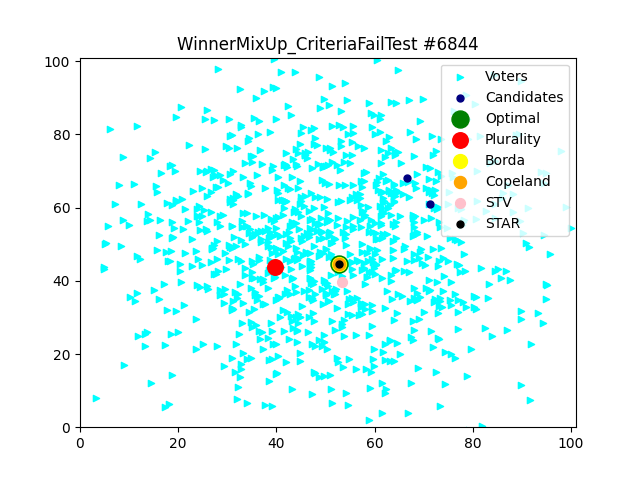 WinnerMixUp_CriteriaFailTest #6844
100
80
60
40
20
0
0 20 40 60 80 100
Voters
Candidates
Optimal
Plurality
Borda
Copeland
STV
STAR